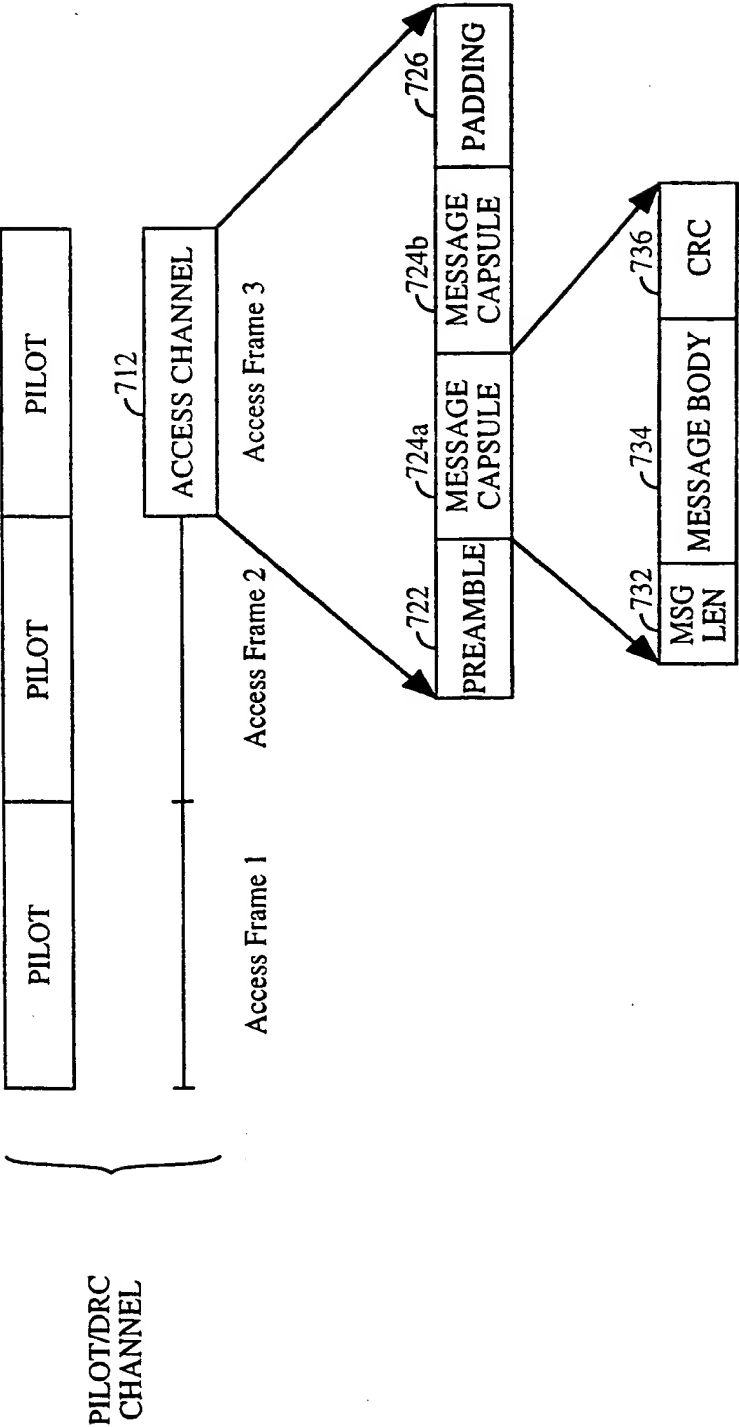 PILOT/DRC
CHANNEL
PILOT
PILOT
PILOT
712
ACCESS CHANNEL
Access Frame 1
Access Frame 2
Access Frame 3
722
724a
724b
726
PREAMBLE
MESSAGE
CAPSULE
MESSAGE
CAPSULE
PADDING
732
734
736
MSG
LEN
MESSAGE BODY
CRC